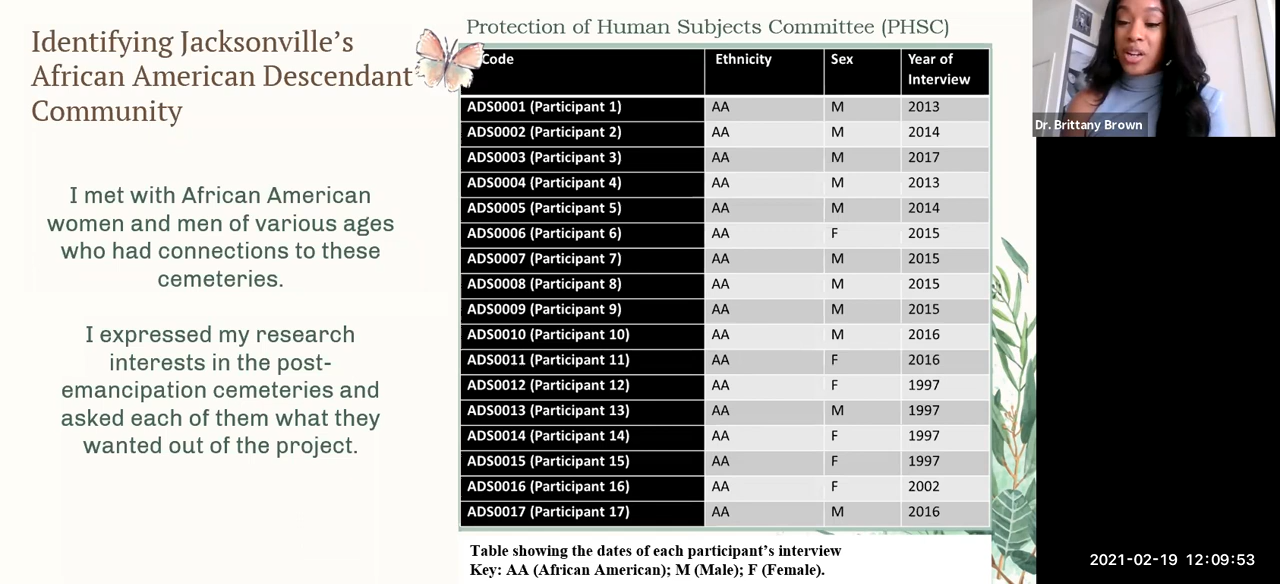 Identifying Jacksonville's
African American Descendant
Community
I met with African American
women and men of various ages
who had connections to these
cemeteries.
I expressed my research
interests in the post-
emancipation cemeteries and
asked each of them what they
wanted out of the project.
Protection of Human Subjects Committee (PHSC)
Code Ethnicity Sex Year of
Interview
ADS0001 (Participant 1) AA M 2013
ADS0002 (Participant 2) AA M 2014
ADS0003 (Participant 3) AA M 2017
ADS0004 (Participant 4) AA M 2013
ADS0005 (Participant 5) AA M 2014
ADS0006 (Participant 6) AA F 2015
ADS0007 (Participant 7) AA M 2015
ADS0008 (Participant 8) AA M 2015
ADS0009 (Participant 9) AA M 2015
ADS0010 (Participant 10) AA M 2016
ADS0011 (Participant 11) AA F 2016
ADS0012 (Participant 12) AA F 1997
ADS0013 (Participant 13) AA M 1997
ADS0014 (Participant 14) AA F 1997
ADS0015 (Participant 15) AA F 1997
ADS0016 (Participant 16) AA F 2002
ADS0017 (Participant 17) AA M 2016
Table showing the dates of each participant's interview
Key: AA (African American); M (Male); F (Female).
Dr. Brittany Brown
2021-02-19 12:09:53